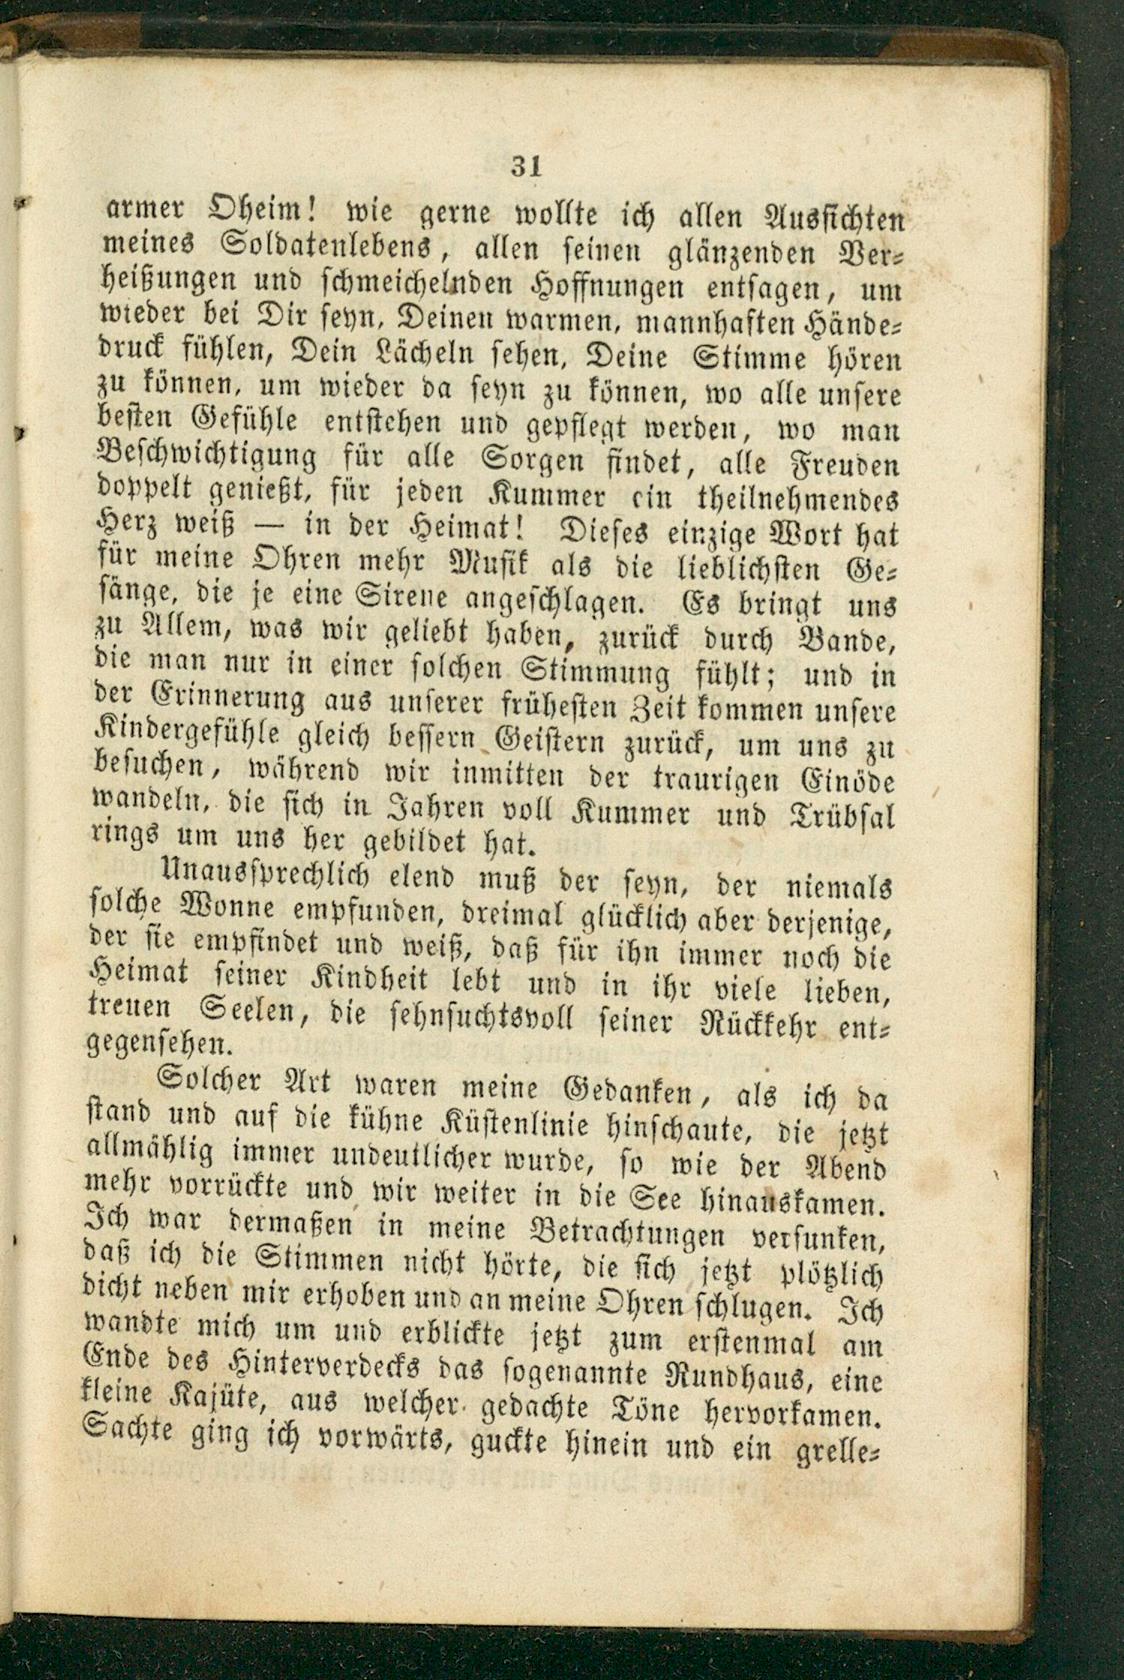 31
armer Oheim! wie gerne wollte ich allen Aussichten
meines Soldatenlebens, allen seinen glänzenden Ver-
heißungen und schmeichelnden Hoffnungen entsagen, um
wieder bei Dir seyn, Deinen warmen, mannhaften Hände-
druck fühlen, Dein Lächeln sehen, Deine Stimme hören
zu können, um wieder da seyn zu können, wo alle unsere
besten Gefühle entstehen und gepflegt werden, wo man
Beschwichtigung für alle Sorgen findet, alle Freuden
doppelt genießt, für jeden Kummer ein theilnehmendes
Herz weiß — in der Heimat! Dieses einzige Wort hat
für meine Ohren mehr Musik als die lieblichsten Ge-
sänge, die je eine Sirene angeschlagen. Es bringt uns
zu Allem, was wir geliebt haben, zurück durch Bande,
die man nur in einer solchen Stimmung fühlt; und in
der Erinnerung aus unserer frühesten Zeit kommen unsere
Kindergefühle gleich bessern Geistern zurück, um uns zu
besuchen, während wir inmitten der traurigen Einöde
wandeln, die sich in Jahren voll Kummer und Trübsal
rings um uns her gebildet hat.
Unaussprechlich elend muß der seyn, der niemals
solche Wonne empfunden, dreimal glücklich aber derjenige,
der sie empfindet und weiß, daß für ihn immer noch die
Heimat seiner Kindheit lebt und in ihr viele lieben,
treuen Seelen, die sehnsuchtsvoll seiner Rückkehr ent-
gegensehen.
Solcher Art waren meine Gedanken, als ich da
stand und auf die kühne Küstenlinie hinschaute, die jetzt
allmählig immer undeutlicher wurde, so wie der Abend
mehr vorrückte und wir weiter in die See hinauskamen.
Ich war dermaßen in meine Betrachtungen versunken,
daß ich die Stimmen nicht hörte, die sich jetzt plötzlich
dicht neben mir erhoben und an meine Ohren schlugen. Ich
wandte mich um und erblickte jetzt zum erstenmal am
Ende des Hinterverdecks das sogenannte Rundhaus, eine
kleine Kajüte, aus welcher gedachte Töne hervorkamen.
Sachte ging ich vorwärts, guckte hinein und ein grelle-